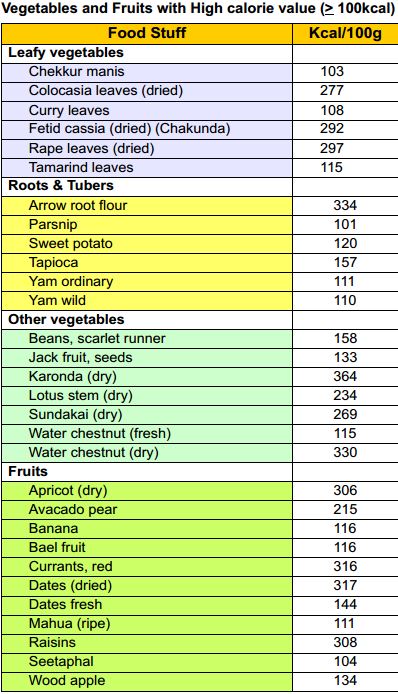 Vegetables and Fruits with High calorie value (≥ 100kcal)
Food Stuff Kcal/100g
Leafy vegetables
Chekkur manis 103
Colocasia leaves (dried) 277
Curry leaves 108
Fetid cassia (dried) (Chakunda) 292
Rape leaves (dried) 297
Tamarind leaves 115
Roots & Tubers
Arrow root flour 334
Parsnip 101
Sweet potato 120
Tapioca 157
Yam ordinary 111
Yam wild 110
Other vegetables
Beans, scarlet runner 158
Jack fruit, seeds 133
Karonda (dry) 364
Lotus stem (dry) 234
Sundakai (dry) 269
Water chestnut (fresh) 115
Water chestnut (dry) 330
Fruits
Apricot (dry) 306
Avacado pear 215
Banana 116
Bael fruit 116
Currants, red 316
Dates (dried) 317
Dates fresh 144
Mahua (ripe) 111
Raisins 308
Seetaphal 104
Wood apple 134